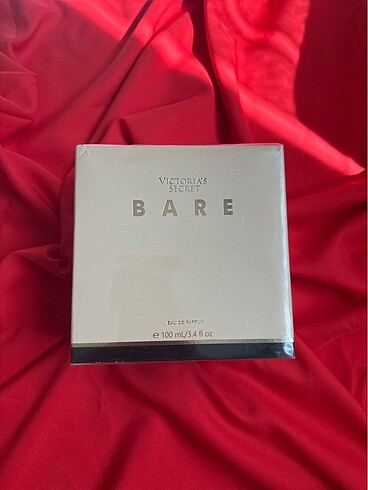 VICTORIA'S
SECRET
BARE
EAU DE PARFUM
℮ 100 mL/3.4 fl oz